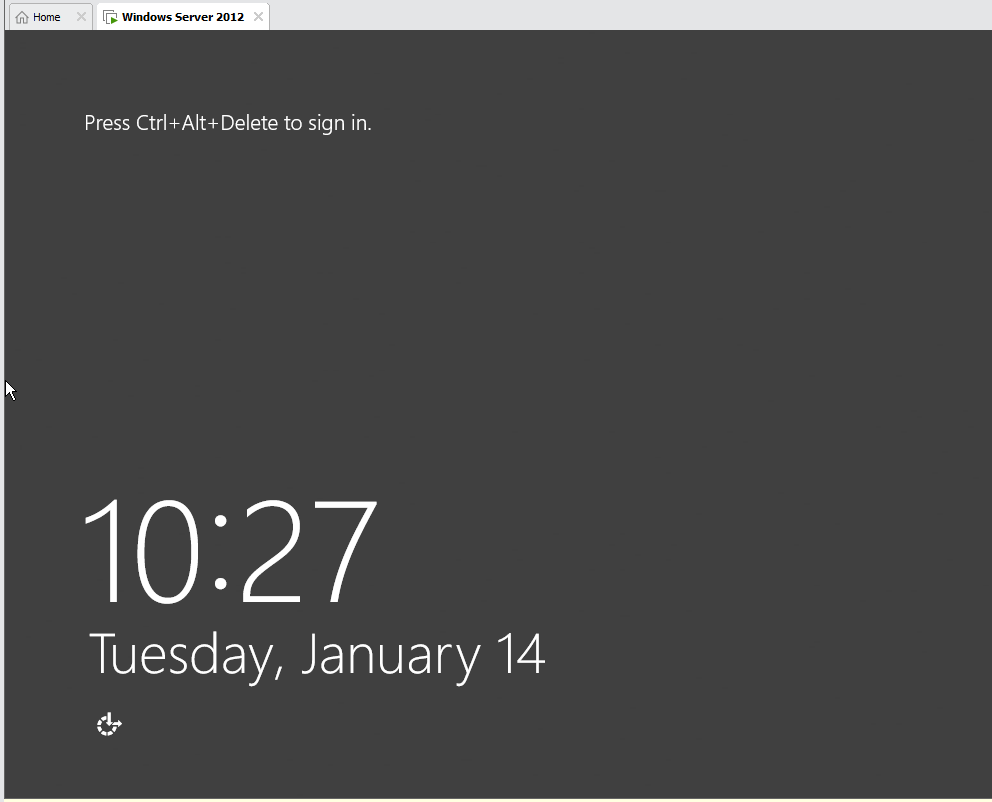 Home
Windows Server 2012
Press Ctrl+Alt+Delete to sign in.
10:27
Tuesday, January 14